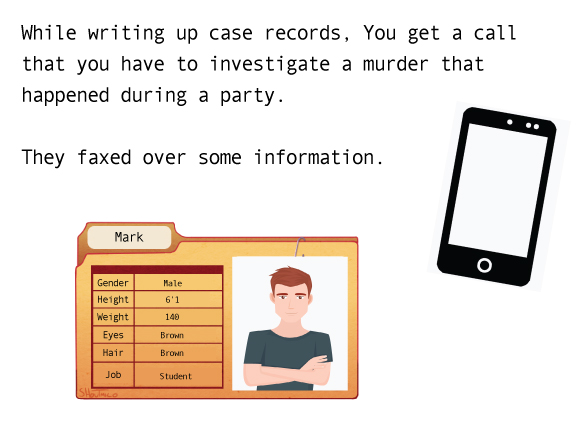 While writing up case records, You get a call
that you have to investigate a murder that
happened during a party.
They faxed over some information.
Mark
Gender Male
Height 6'1
Weight 140
Eyes Brown
Hair Brown
Job Student